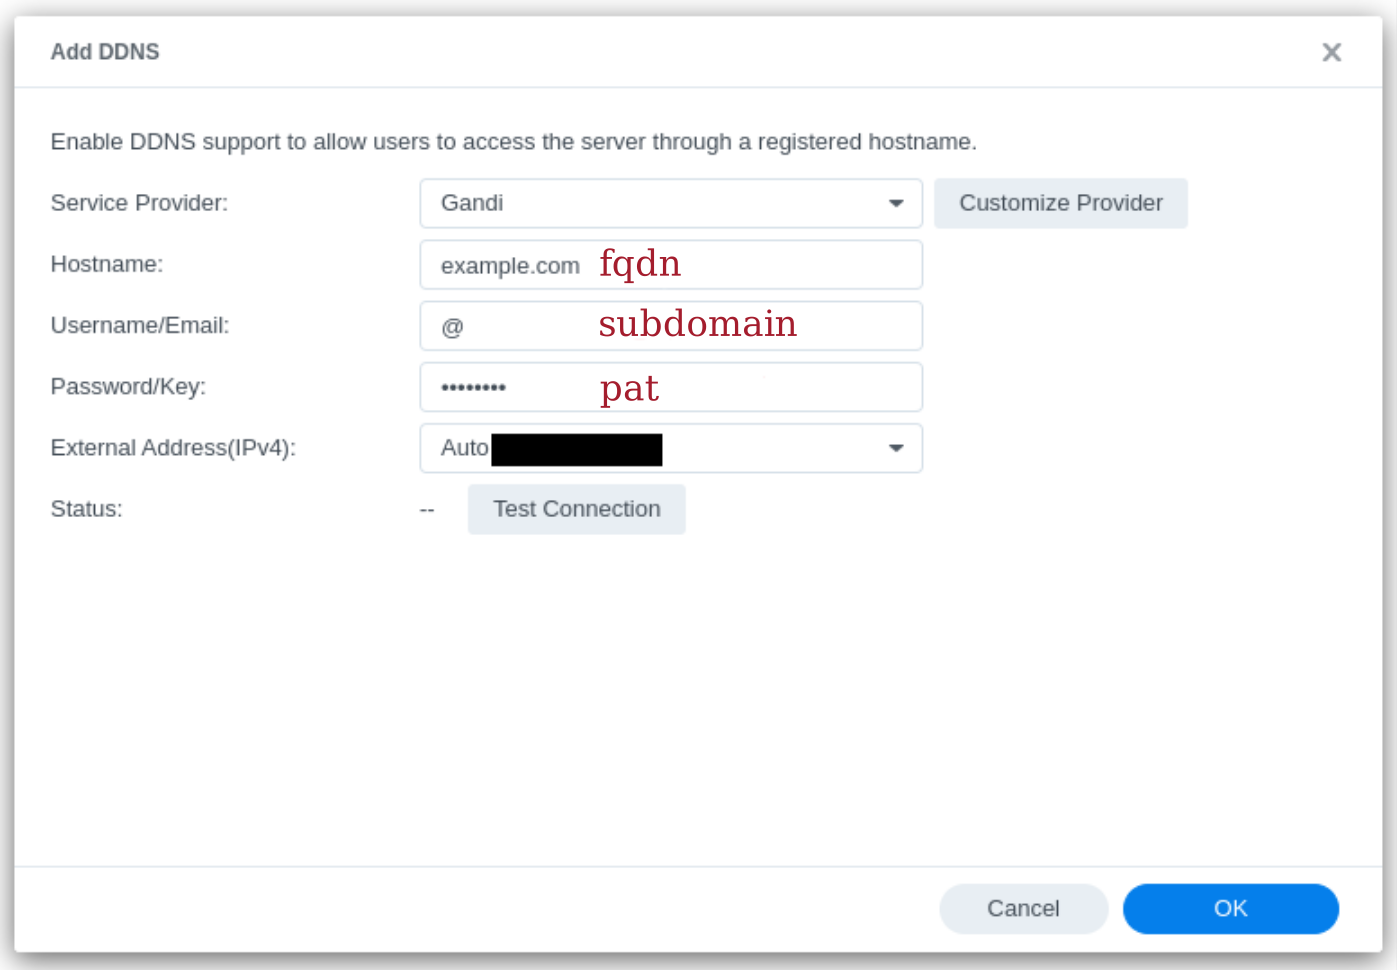 Add DDNS
Enable DDNS support to allow users to access the server through a registered hostname.
Service Provider: Gandi Customize Provider
Hostname: example.com fqdn
Username/Email: @ subdomain
Password/Key: •••••••• pat
External Address(IPv4): Auto
Status: -- Test Connection
Cancel OK